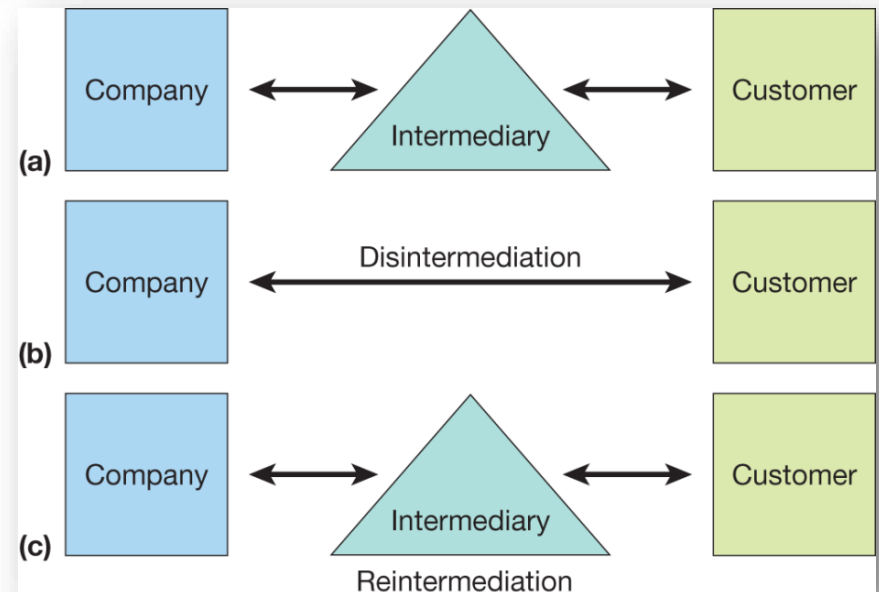 Company
Intermediary
Customer
(a)
Company
Disintermediation
Customer
(b)
Company
Intermediary
Customer
(c)
Reintermediation